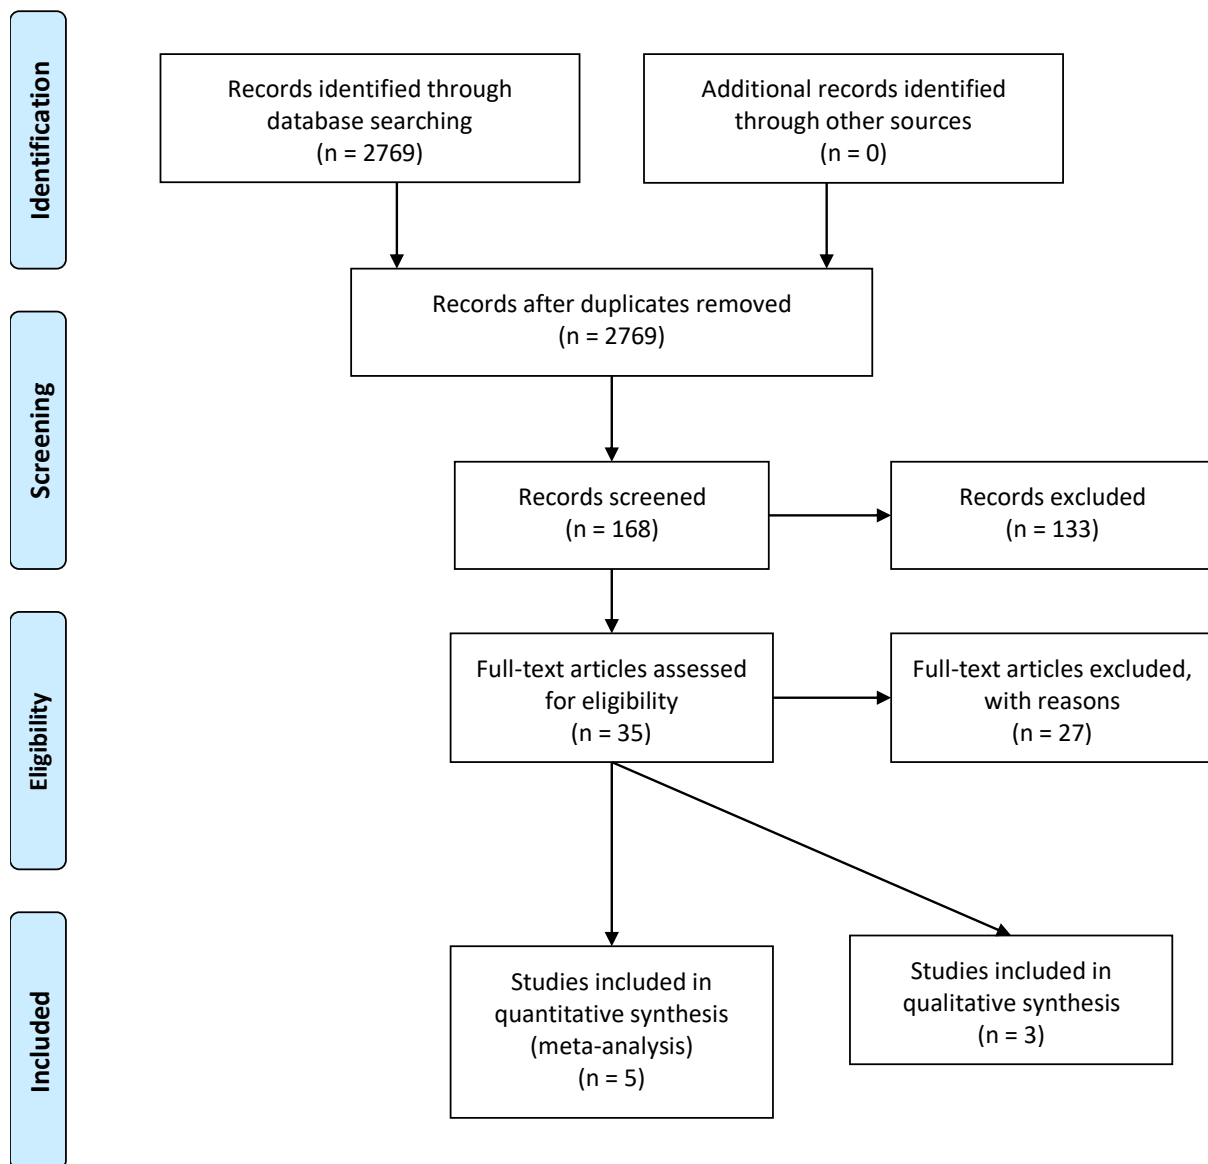 Identification
Records identified through
database searching
(n = 2769)
Additional records identified
through other sources
(n = 0)
Records after duplicates removed
(n = 2769)
Screening
Records screened
(n = 168)
Records excluded
(n = 133)
Eligibility
Full-text articles assessed
for eligibility
(n = 35)
Full-text articles excluded,
with reasons
(n = 27)
Included
Studies included in
quantitative synthesis
(meta-analysis)
(n = 5)
Studies included in
qualitative synthesis
(n = 3)